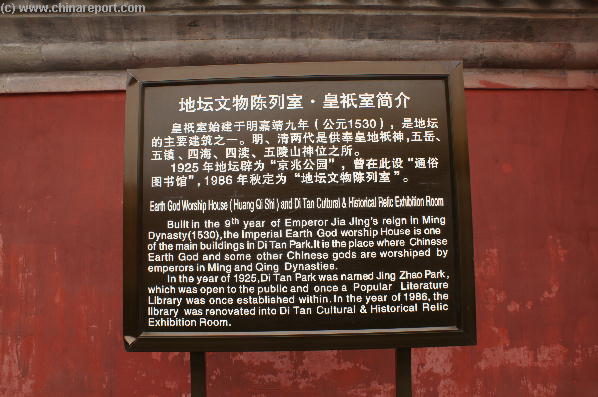 (c) www.chinareport.com
地坛文物陈列室·皇祇室简介
皇祇室始建于明嘉靖九年（公元1530），是地坛
的主要建筑之一。明、清两代是供奉皇地祇神，五岳、
五镇、四海、四渎、五陵山神位之所。
1925年地坛辟为“京兆公园”，曾在此设“通俗
图书馆”，1986年秋定为“地坛文物陈列室”。
Earth God Worship House ( Huang Qi Shi ) and Di Tan Cultural & Historical Relic Exhibition Room
Built in the 9th year of Emperor Jia Jing's reign in Ming
Dynasty(1530), the Imperial Earth God worship House is one
of the main buildings in Di Tan Park.It is the place where Chinese
Earth God and some other Chinese gods are worshiped by
emperors in Ming and Qing Dynasties.
In the year of 1925,Di Tan Park was named Jing Zhao Park,
which was open to the public and once a Popular Literature
Library was once established within. In the year of 1986, the
library was renovated into Di Tan Cultural & Historical Relic
Exhibition Room.